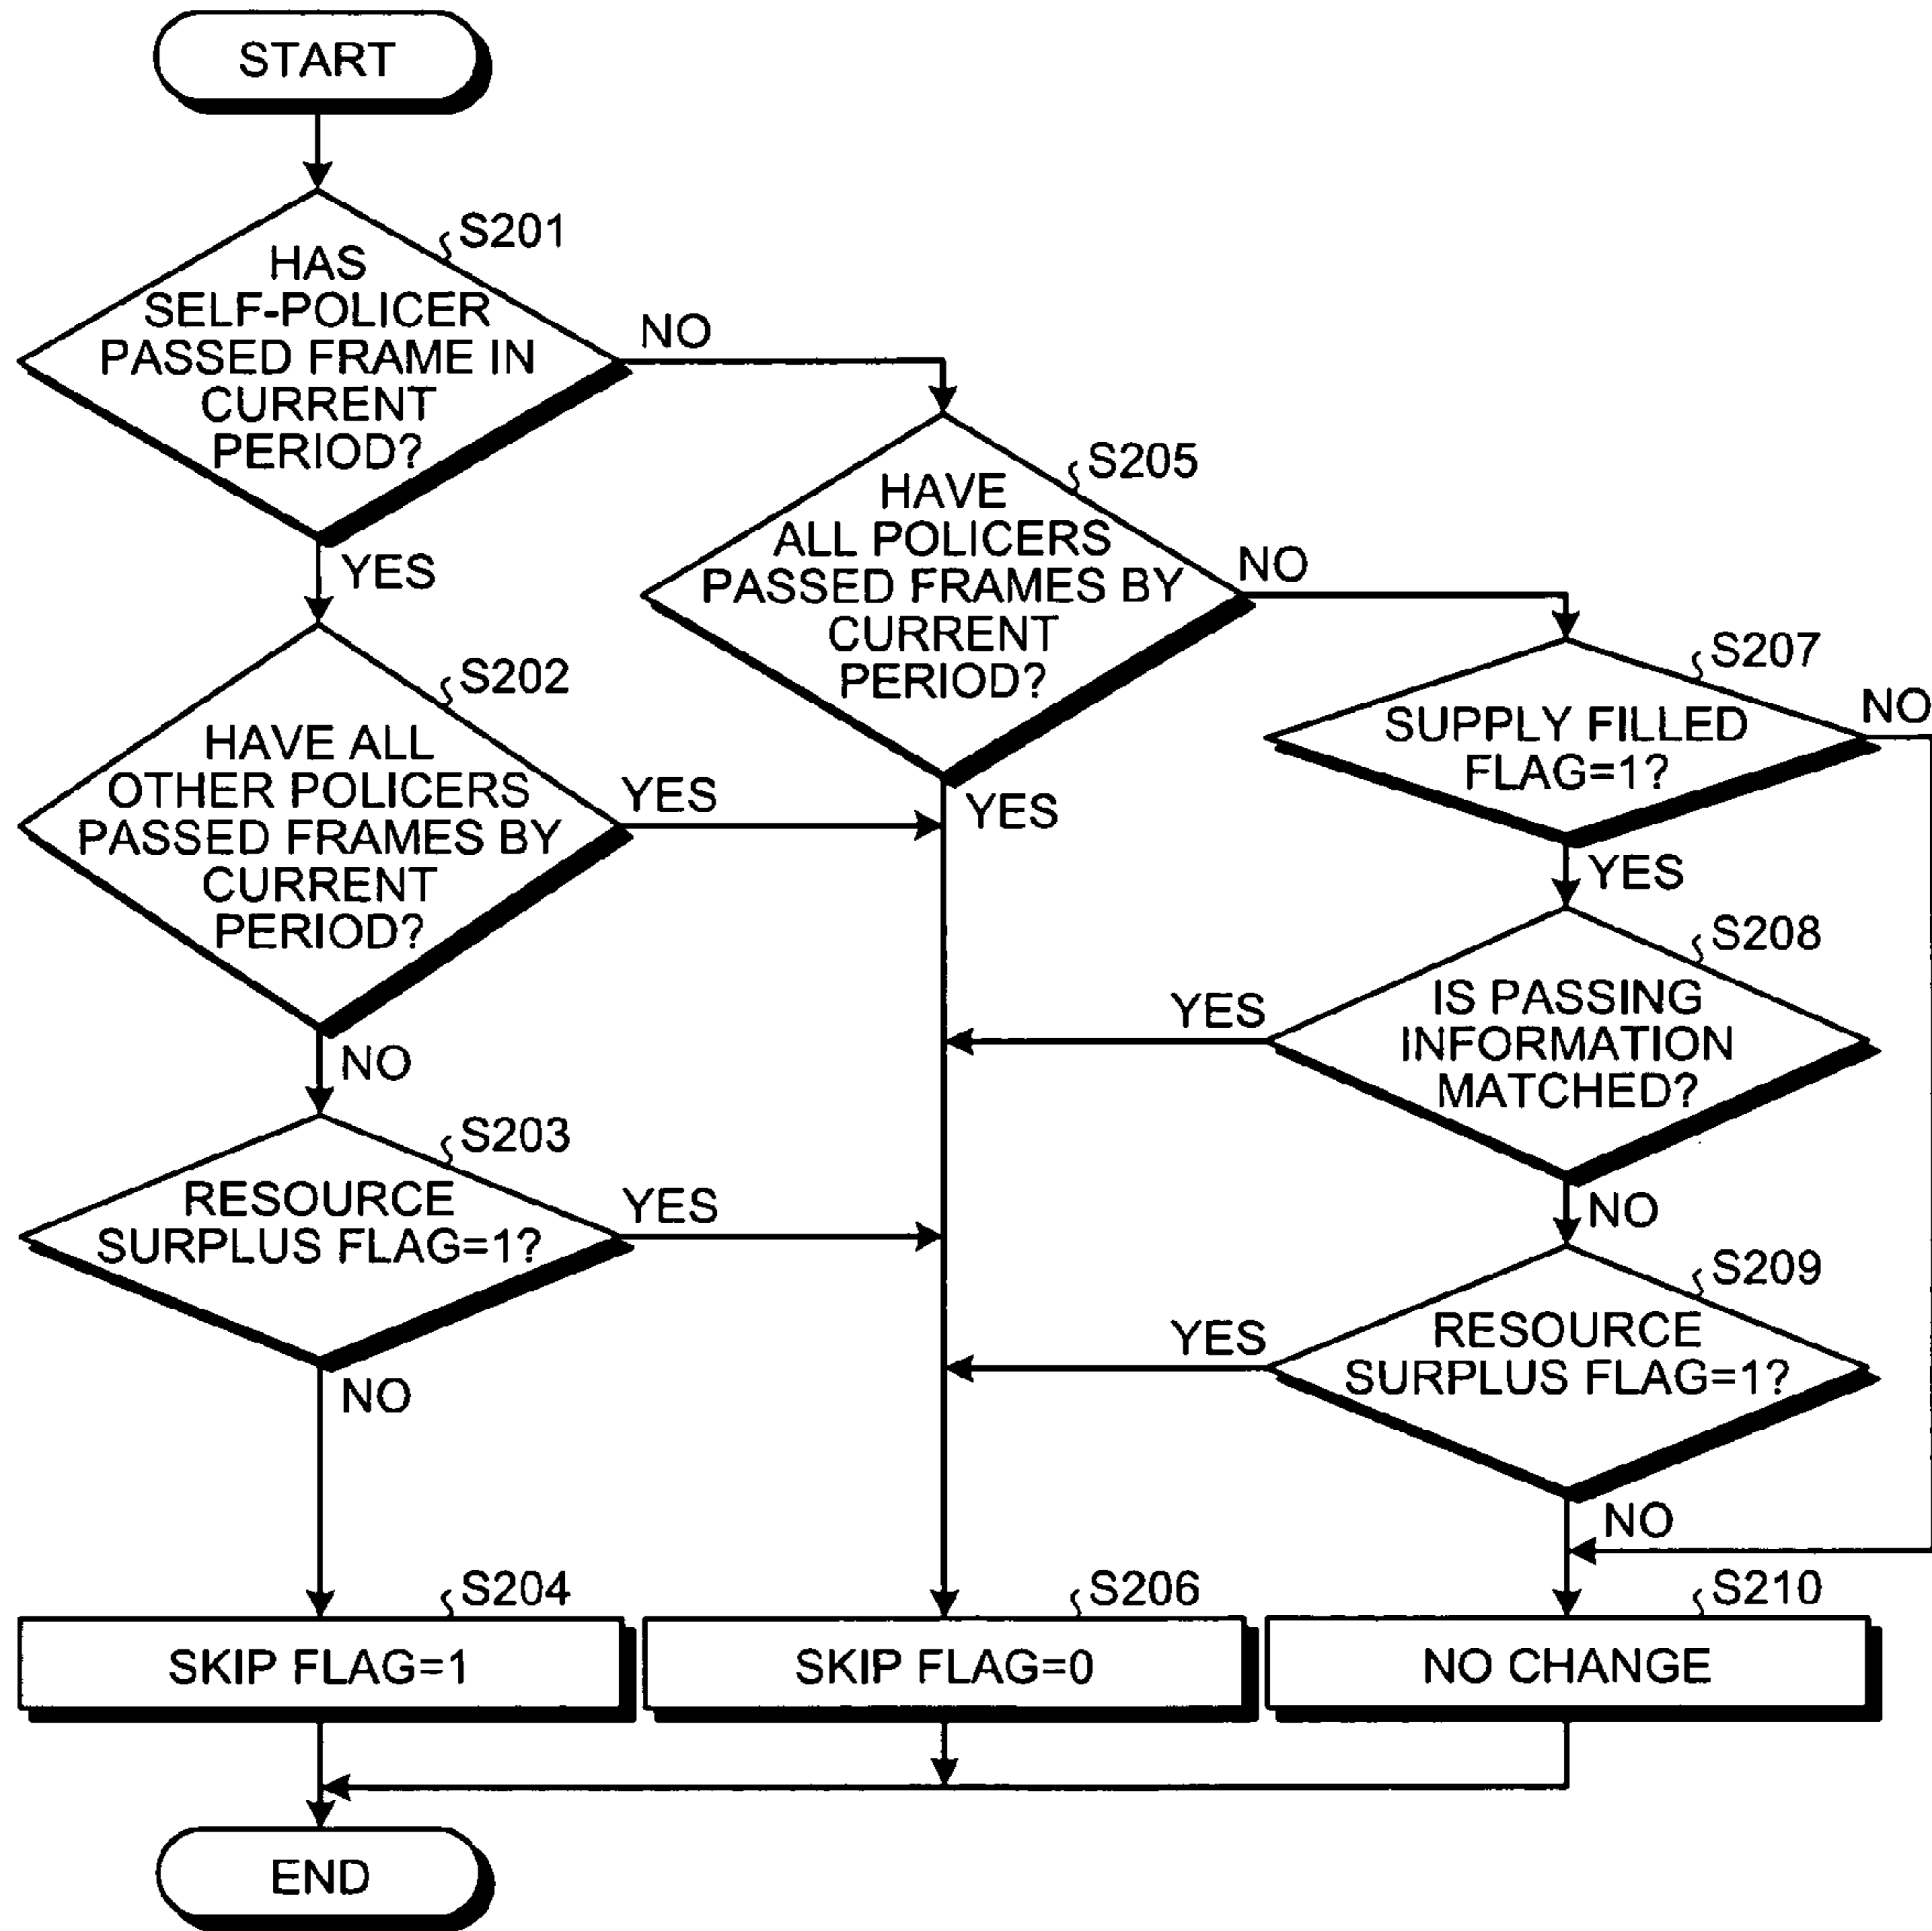 START
S201
HAS
SELF-POLICER
PASSED FRAME IN
CURRENT
PERIOD?
NO
YES
S205
HAVE
ALL POLICERS
PASSED FRAMES BY
CURRENT
PERIOD?
NO
YES
S202
HAVE ALL
OTHER POLICERS
PASSED FRAMES BY
CURRENT
PERIOD?
YES
NO
S207
SUPPLY FILLED
FLAG=1?
NO
YES
S208
IS PASSING
INFORMATION
MATCHED?
YES
NO
S203
RESOURCE
SURPLUS FLAG=1?
YES
NO
S209
RESOURCE
SURPLUS FLAG=1?
YES
NO
S204
SKIP FLAG=1
S206
SKIP FLAG=0
S210
NO CHANGE
END